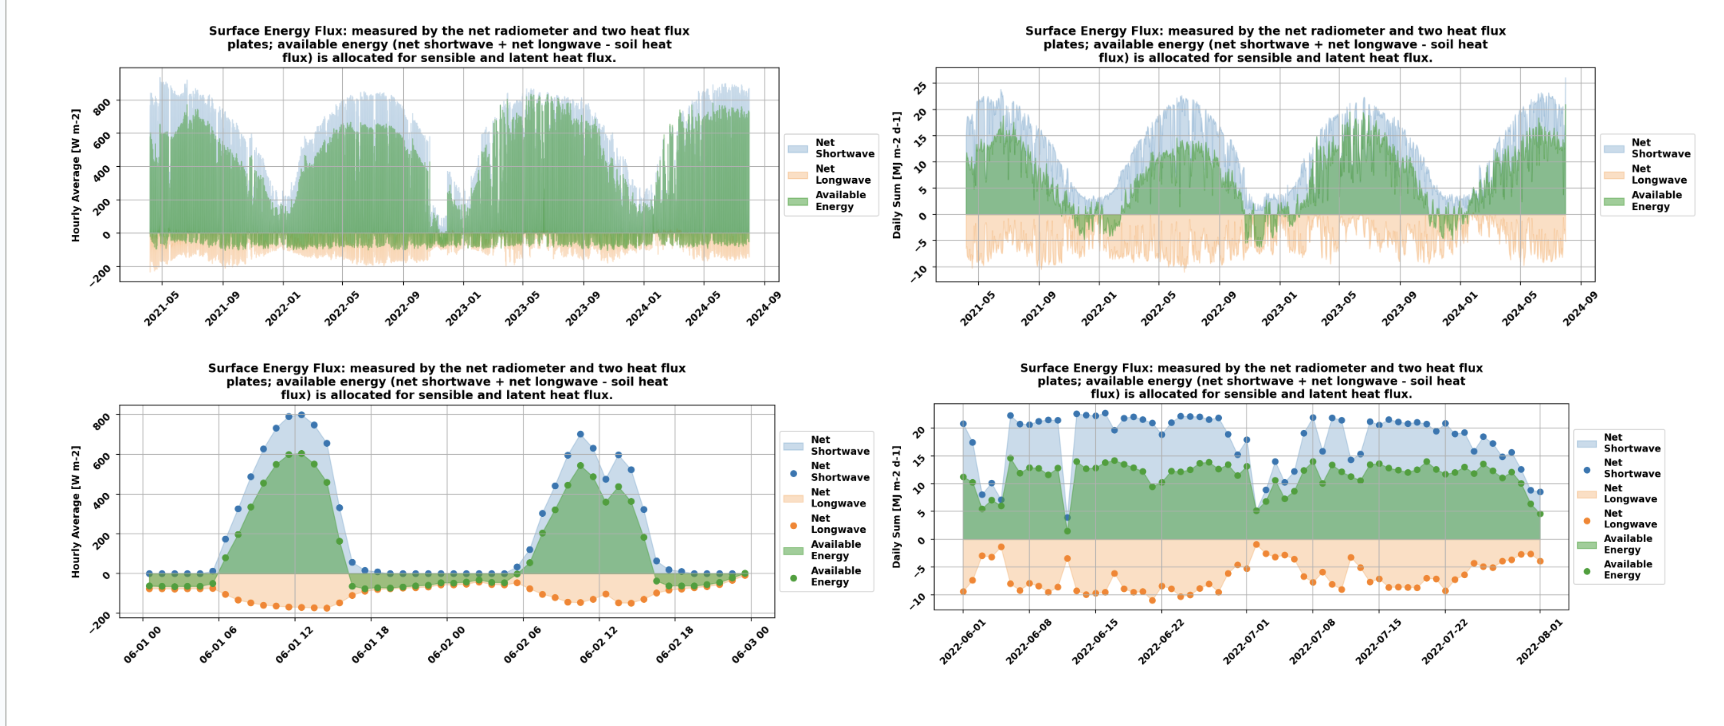 Surface Energy Flux: measured by the net radiometer and two heat flux
plates; available energy (net shortwave + net longwave - soil heat
flux) is allocated for sensible and latent heat flux.
Hourly Average [W m-2]
800
600
400
200
0
−200
2021-05
2021-09
2022-01
2022-05
2022-09
2023-01
2023-05
2023-09
2024-01
2024-05
2024-09
Net
Shortwave
Net
Longwave
Available
Energy
Surface Energy Flux: measured by the net radiometer and two heat flux
plates; available energy (net shortwave + net longwave - soil heat
flux) is allocated for sensible and latent heat flux.
Daily Sum [MJ m-2 d-1]
25
20
15
10
5
0
−5
−10
2021-05
2021-09
2022-01
2022-05
2022-09
2023-01
2023-05
2023-09
2024-01
2024-05
2024-09
Net
Shortwave
Net
Longwave
Available
Energy
Surface Energy Flux: measured by the net radiometer and two heat flux
plates; available energy (net shortwave + net longwave - soil heat
flux) is allocated for sensible and latent heat flux.
Hourly Average [W m-2]
800
600
400
200
0
−200
06-01 00
06-01 06
06-01 12
06-01 18
06-02 00
06-02 06
06-02 12
06-02 18
06-03 00
Net
Shortwave
Net
Shortwave
Net
Longwave
Net
Longwave
Available
Energy
Available
Energy
Surface Energy Flux: measured by the net radiometer and two heat flux
plates; available energy (net shortwave + net longwave - soil heat
flux) is allocated for sensible and latent heat flux.
Daily Sum [MJ m-2 d-1]
20
15
10
5
0
−5
−10
2022-06-01
2022-06-08
2022-06-15
2022-06-22
2022-07-01
2022-07-08
2022-07-15
2022-07-22
2022-08-01
Net
Shortwave
Net
Shortwave
Net
Longwave
Net
Longwave
Available
Energy
Available
Energy